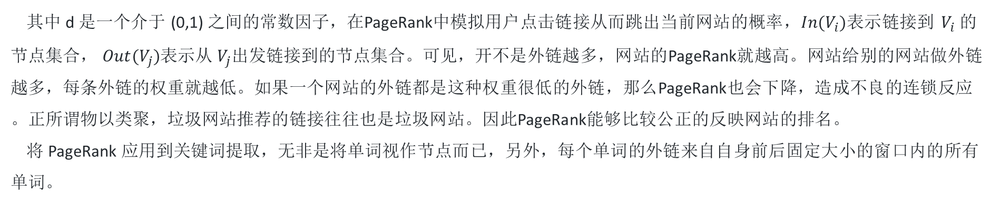 其中 d 是一个介于 (0,1) 之间的常数因子，在PageRank中模拟用户点击链接从而跳出当前网站的概率，In(Vi)表示链接到 Vi 的
节点集合， Out(Vj)表示从 Vj出发链接到的节点集合。可见，开不是外链越多，网站的PageRank就越高。网站给别的网站做外链
越多，每条外链的权重就越低。如果一个网站的外链都是这种权重很低的外链，那么PageRank也会下降，造成不良的连锁反应
。正所谓物以类聚，垃圾网站推荐的链接往往也是垃圾网站。因此PageRank能够比较公正的反映网站的排名。
将 PageRank 应用到关键词提取，无非是将单词视作节点而已，另外，每个单词的外链来自自身前后固定大小的窗口内的所有
单词。